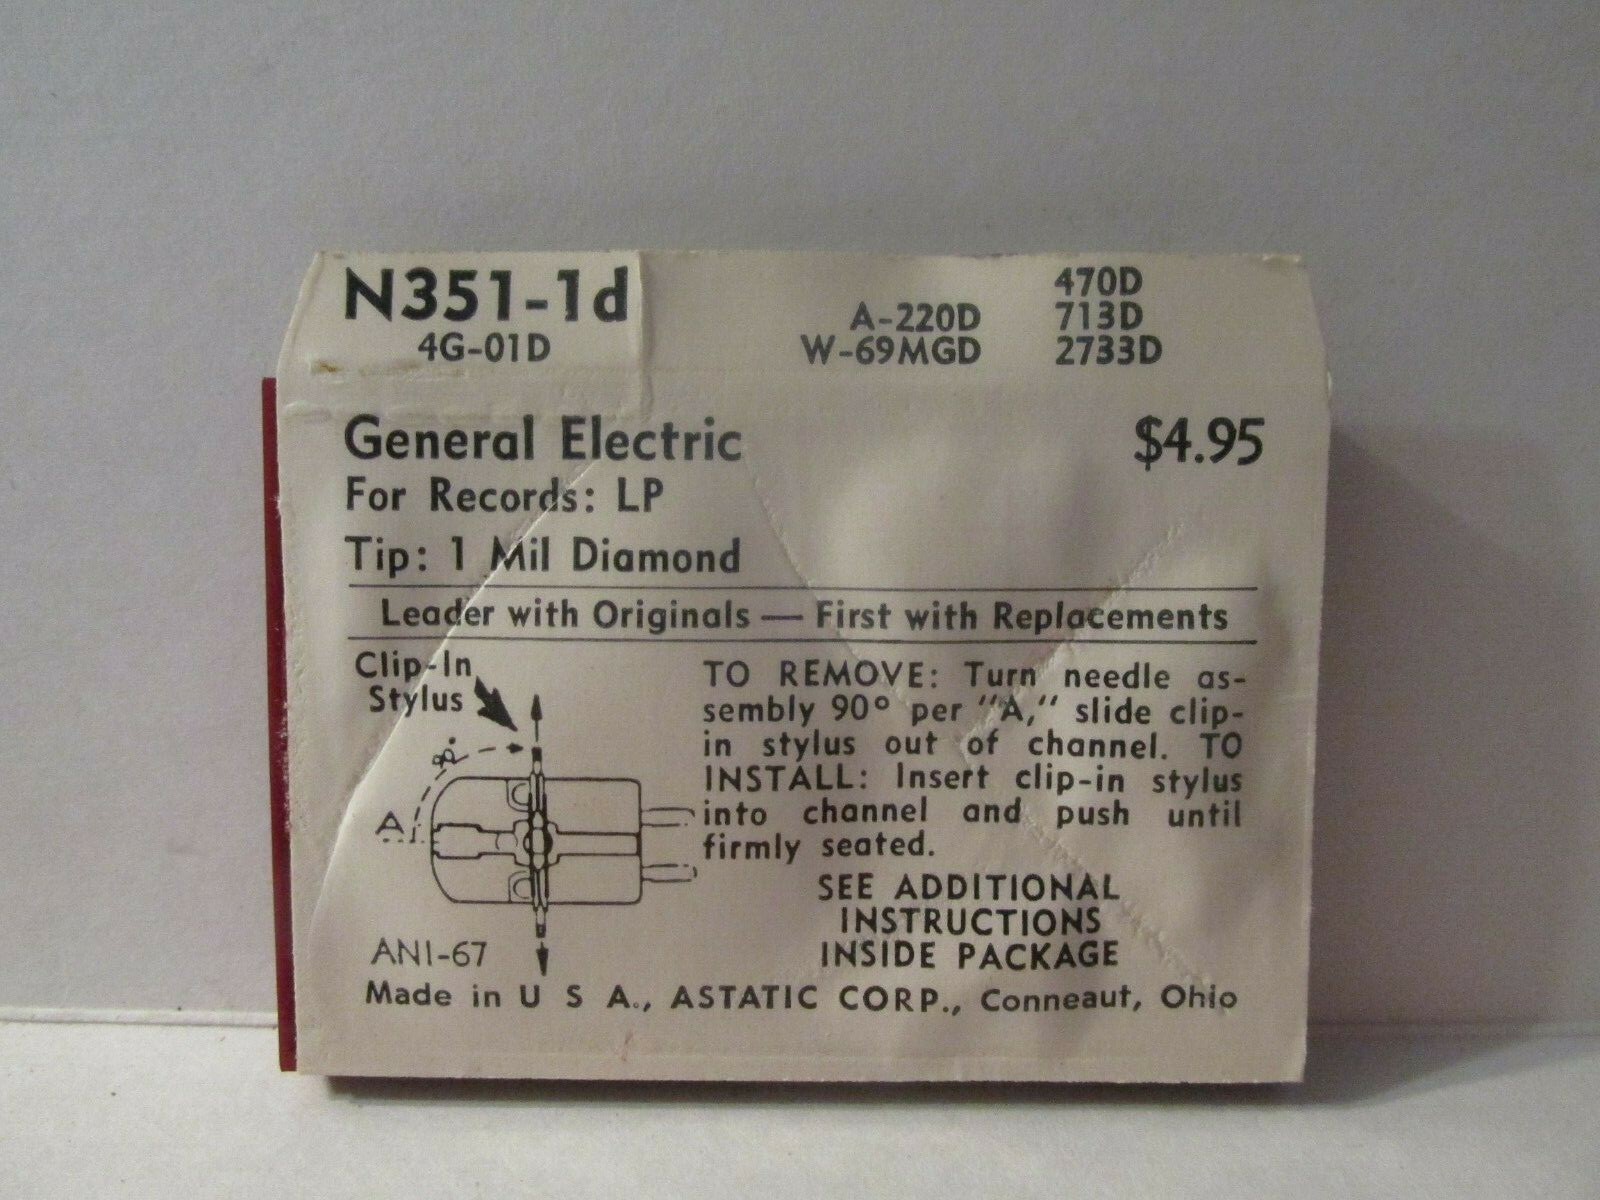 N351-1d
4G-01D
470D
A-220D 713D
W-69MGD 2733D
General Electric $4.95
For Records: LP
Tip: 1 Mil Diamond
Leader with Originals — First with Replacements
Clip-In
Stylus
90°
A
TO REMOVE: Turn needle as-
sembly 90° per "A," slide clip-
in stylus out of channel. TO
INSTALL: Insert clip-in stylus
into channel and push until
firmly seated.
SEE ADDITIONAL
INSTRUCTIONS
INSIDE PACKAGE
ANI-67
Made in U S A., ASTATIC CORP., Conneaut, Ohio